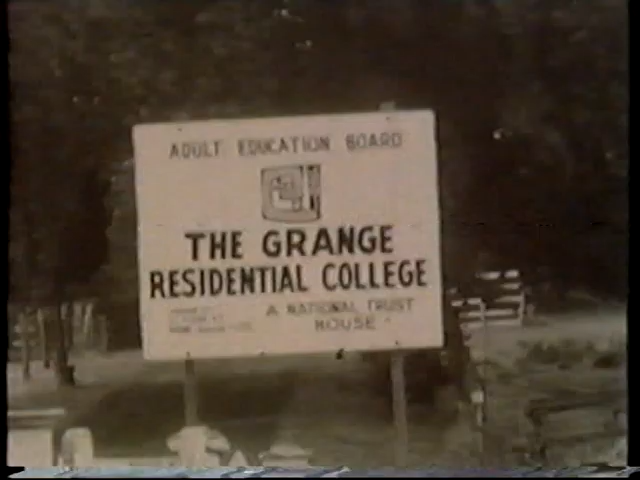 ADULT EDUCATION BOARD
THE GRANGE
RESIDENTIAL COLLEGE
A NATIONAL TRUST
HOUSE